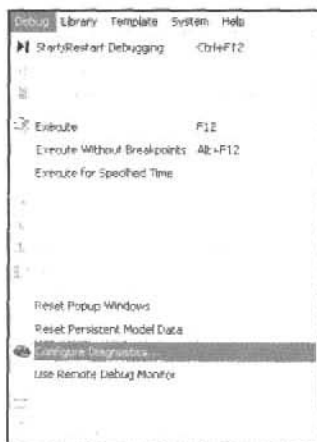 Debug Library Template System Help
Start/Restart Debugging Ctrl+F12
Execute F12
Execute Without Breakpoints Alt+F12
Execute for Specified Time
Reset Popup Windows
Reset Persistent Model Data
Configure Diagnostics
Use Remote Debug Monitor